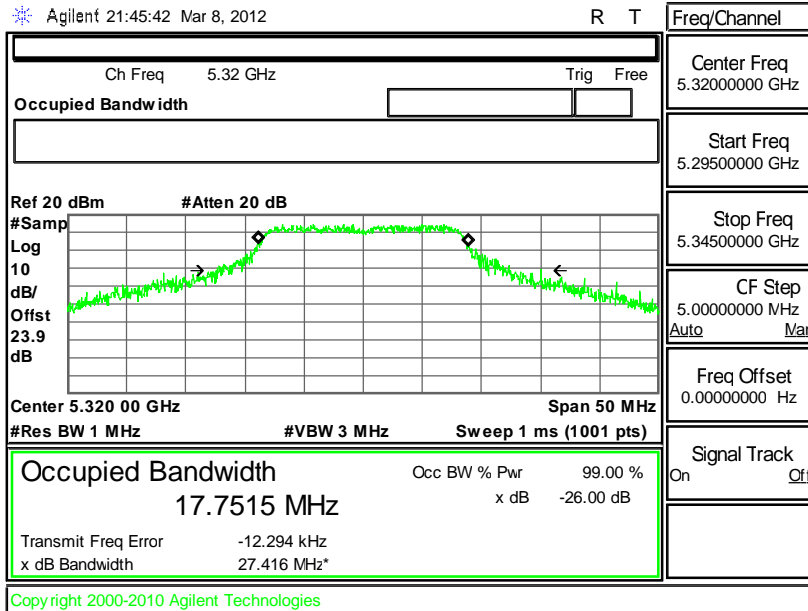 Agilent 21:45:42 Mar 8, 2012 R T
Freq/Channel
Ch Freq 5.32 GHz Trig Free
Occupied Bandwidth
Center Freq
5.32000000 GHz
Start Freq
5.29500000 GHz
Stop Freq
5.34500000 GHz
CF Step
5.00000000 MHz
Auto Man
Freq Offset
0.00000000 Hz
Signal Track
On Off
Ref 20 dBm #Atten 20 dB
#Samp
Log
10
dB/
Offst
23.9
dB
Center 5.320 00 GHz Span 50 MHz
#Res BW 1 MHz #VBW 3 MHz Sweep 1 ms (1001 pts)
Occupied Bandwidth Occ BW % Pwr 99.00 %
17.7515 MHz x dB -26.00 dB
Transmit Freq Error -12.294 kHz
x dB Bandwidth 27.416 MHz*
Copyright 2000-2010 Agilent Technologies